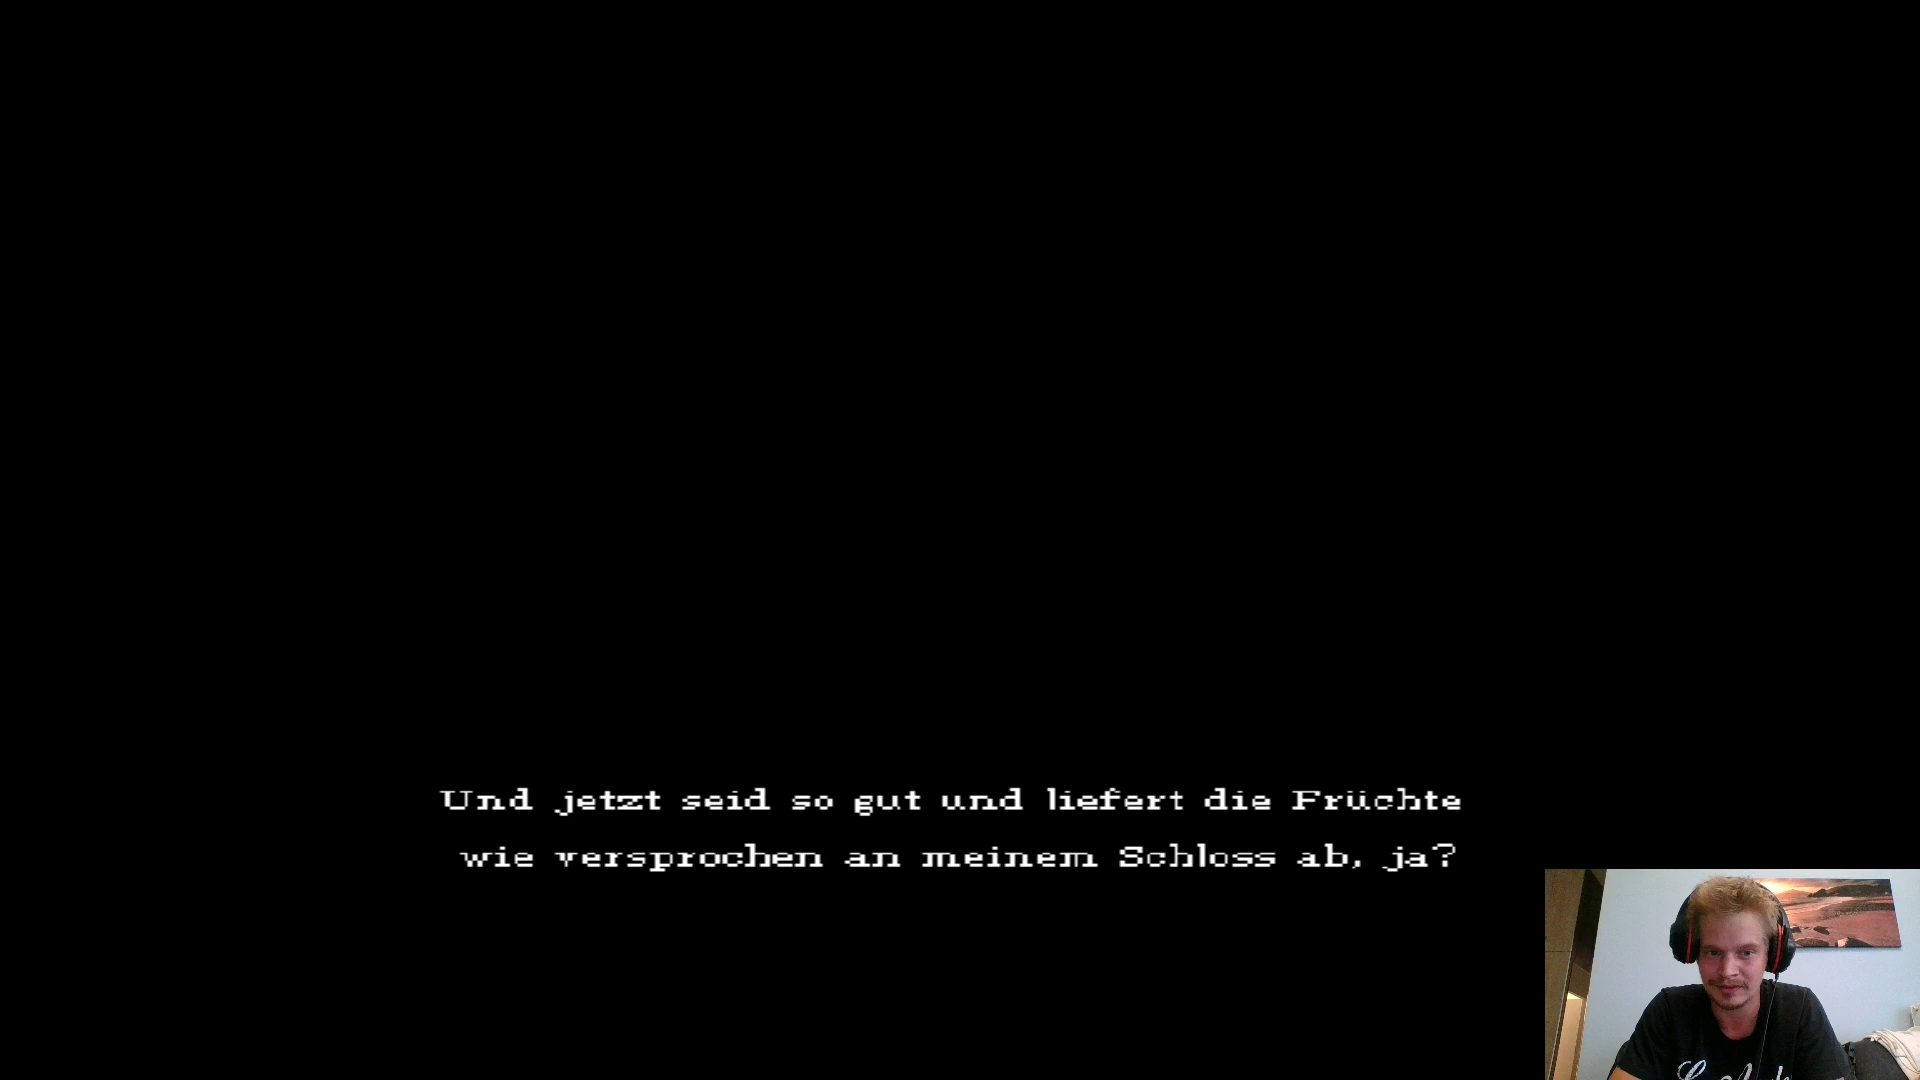 Und jetzt seid so gut und liefert die Früchte
wie versprochen an meinem Schloss ab, ja?